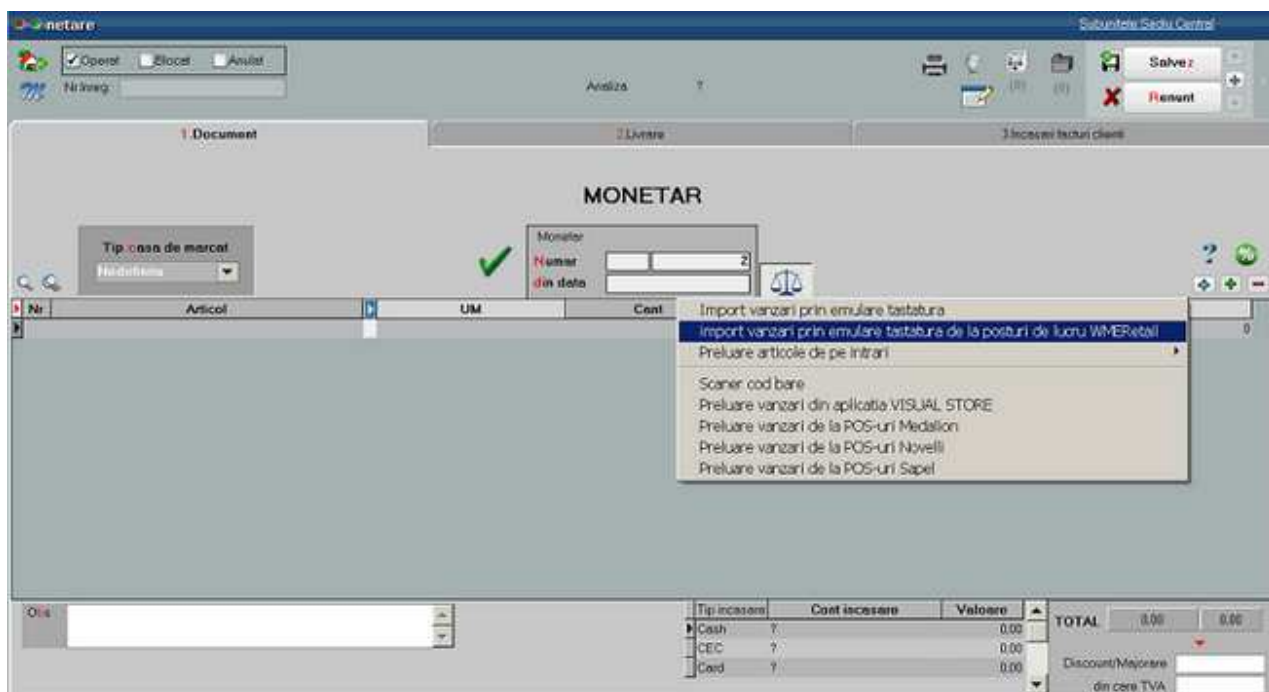 Monetare Subunitate Sediu Central
Operat Blocat Anulat
Salvez
Nr.Inreg. Analiza ?
(0) (0)
Renunt
1.Document 2.Livrare 3.Incasari facturi clienti
MONETAR
Tip casa de marcat
Nedefinita
Monetar
Numar 2
din data
Nr Articol UM Cant
0
Import vanzari prin emulare tastatura
Import vanzari prin emulare tastatura de la posturi de lucru WMERetail
Preluare articole de pe intrari
Scaner cod bare
Preluare vanzari din aplicatia VISUAL STORE
Preluare vanzari de la POS-uri Medalion
Preluare vanzari de la POS-uri Novelli
Preluare vanzari de la POS-uri Sapel
Obs
Tip incasare Cont incasare Valoare
Cash ? 0.00
CEC ? 0.00
Card ? 0.00
TOTAL 0.00 0.00
Discount/Majorare
din care TVA